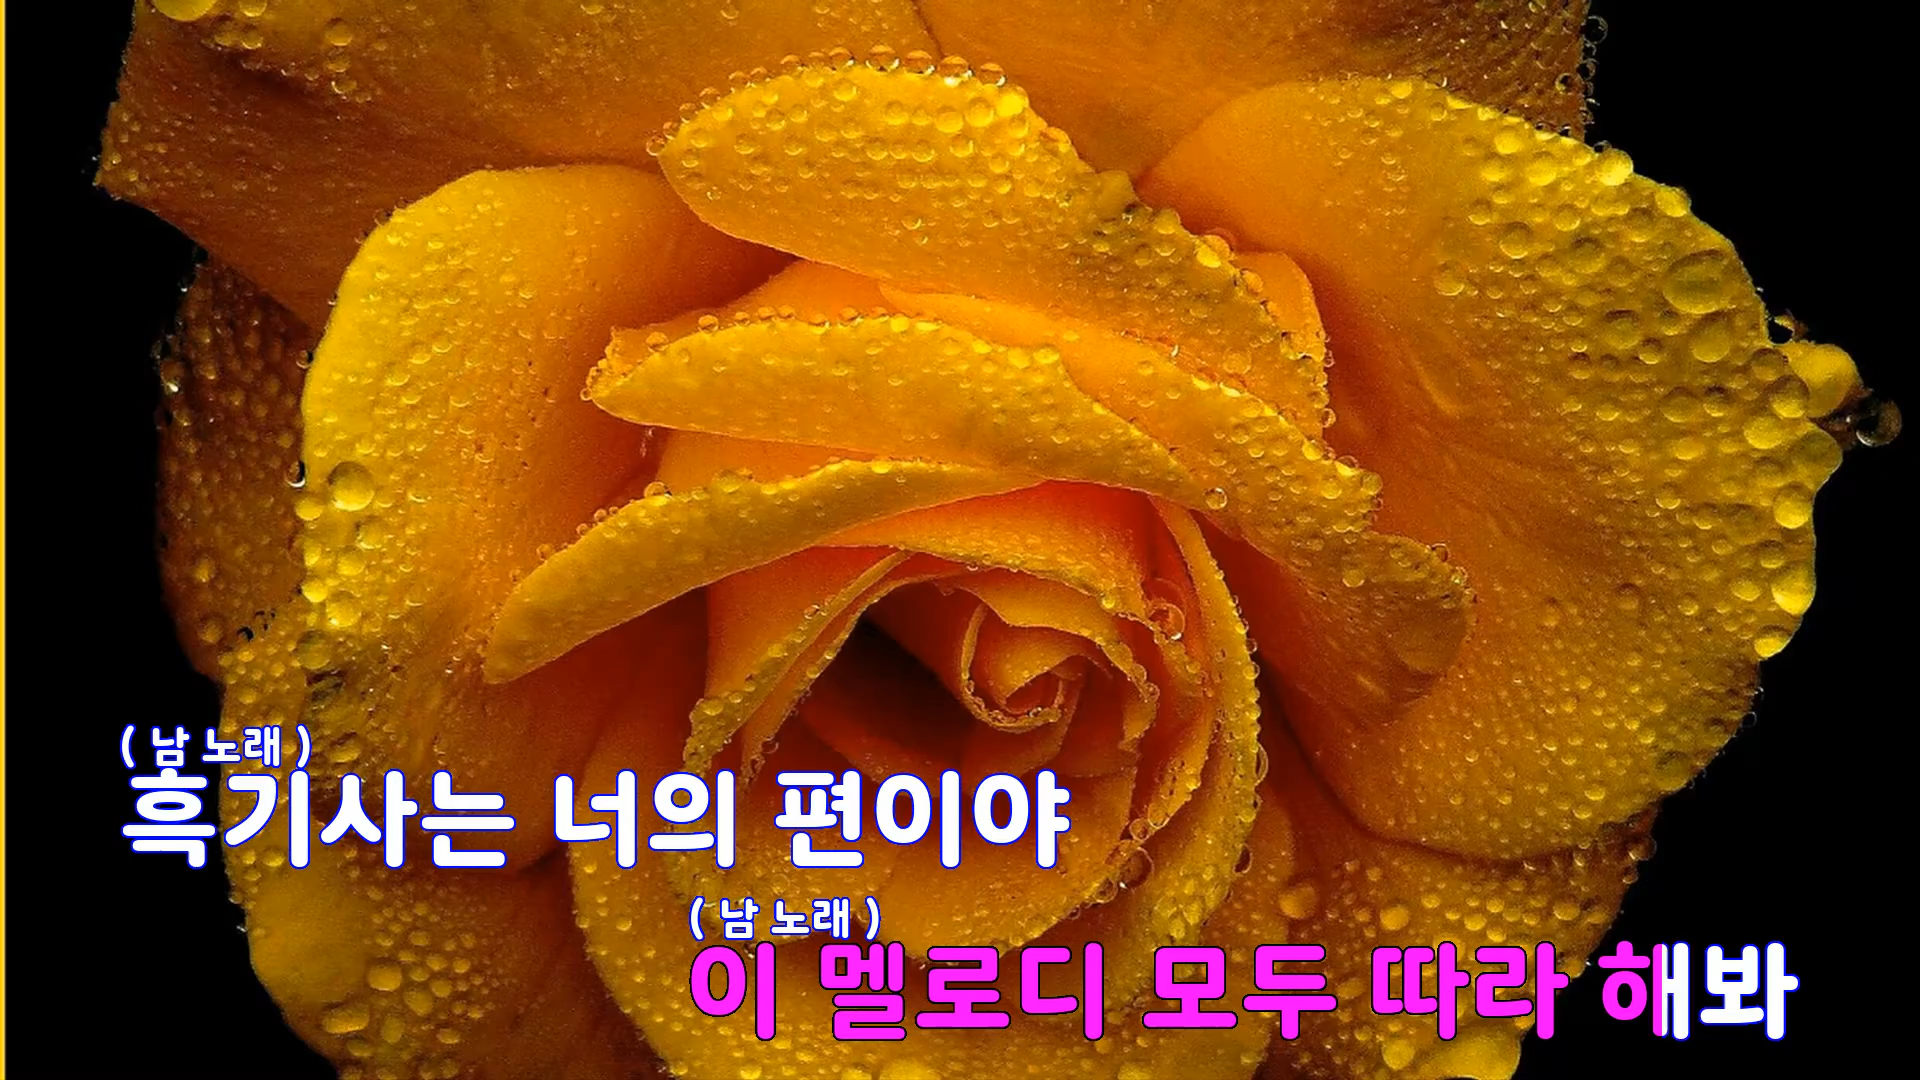 ( 남 노래 )
흑기사는 너의 편이야
( 남 노래 )
이 멜로디 모두 따라 해봐